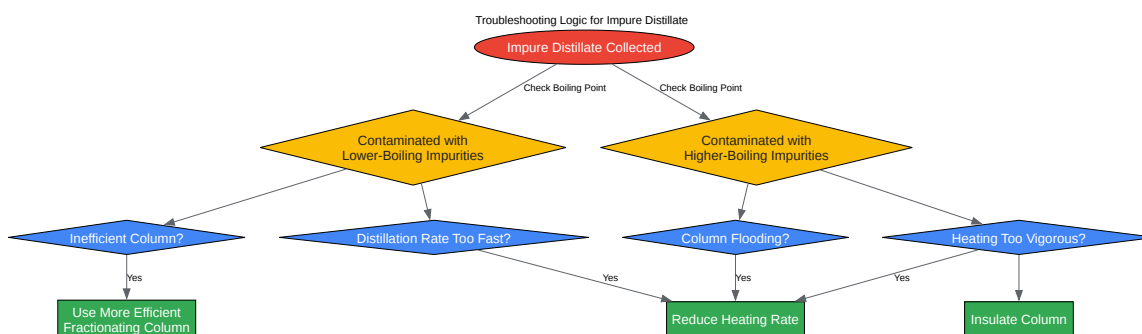 Troubleshooting Logic for Impure Distillate
Impure Distillate Collected
Check Boiling Point
Check Boiling Point
Contaminated with
Lower-Boiling Impurities
Contaminated with
Higher-Boiling Impurities
Inefficient Column?
Distillation Rate Too Fast?
Column Flooding?
Heating Too Vigorous?
Yes
Yes
Yes
Yes
Use More Efficient
Fractionating Column
Reduce Heating Rate
Insulate Column